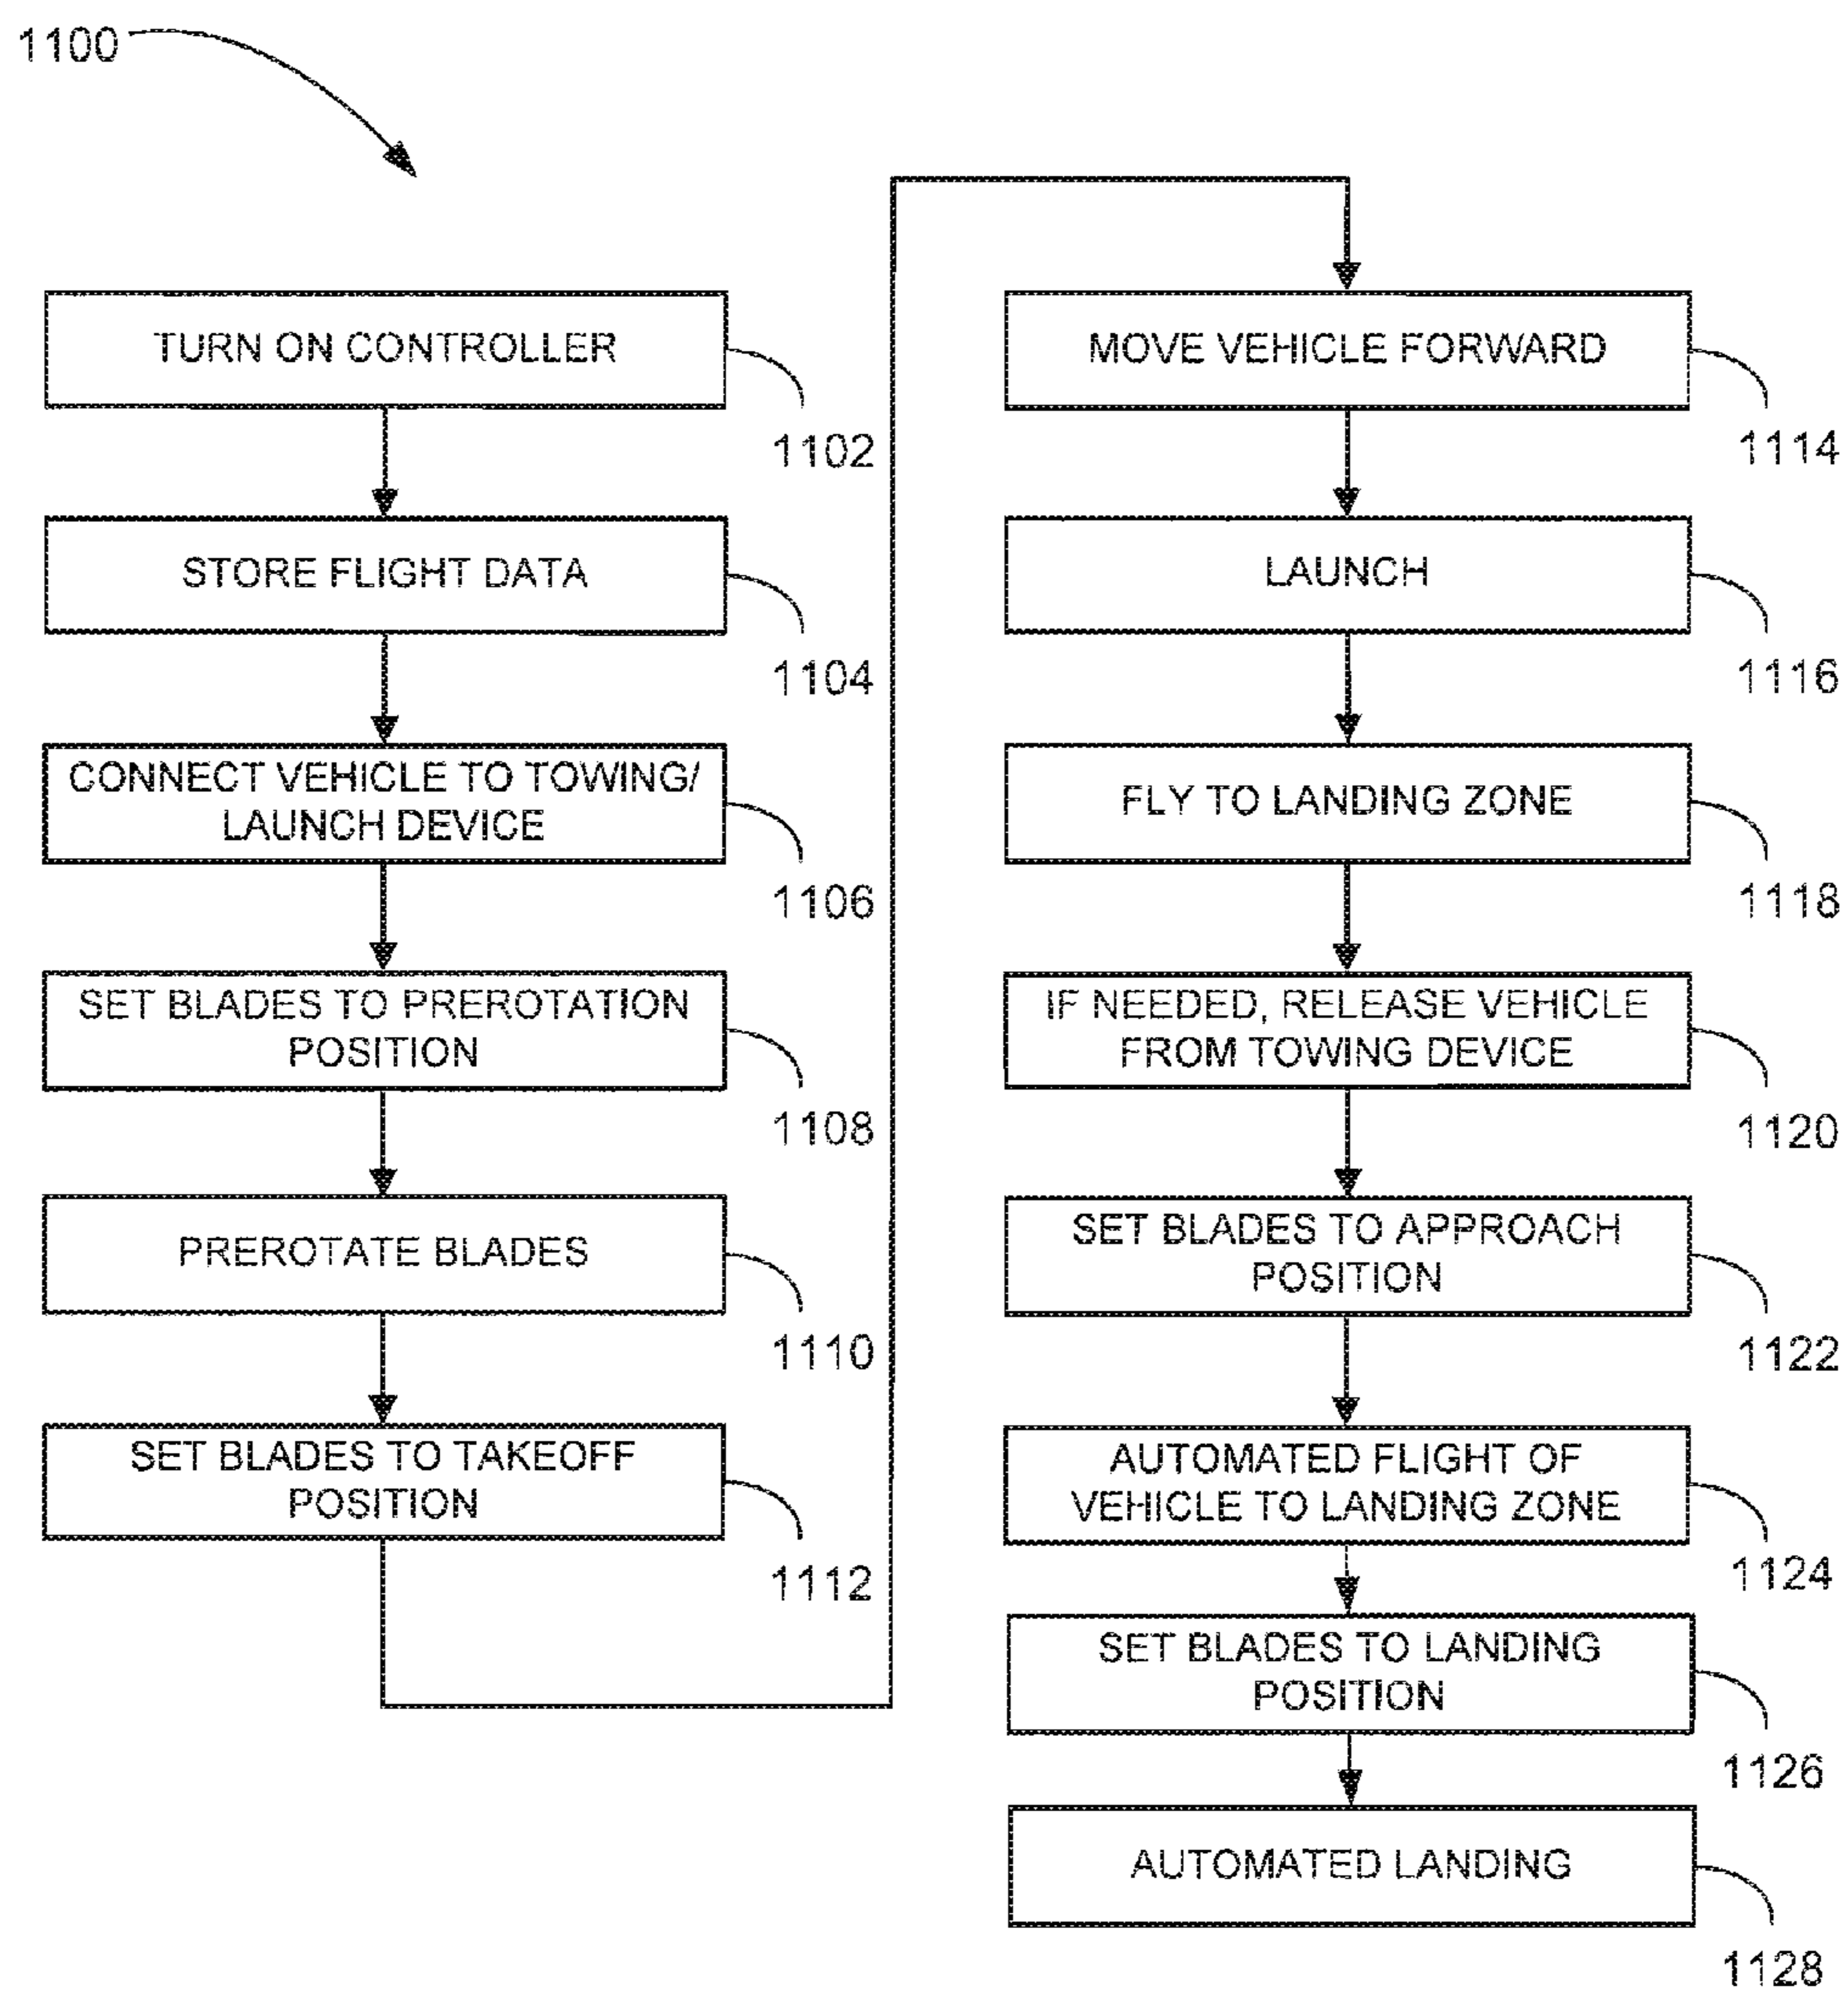 1100
TURN ON CONTROLLER
1102
STORE FLIGHT DATA
1104
CONNECT VEHICLE TO TOWING/
LAUNCH DEVICE
1106
SET BLADES TO PREROTATION
POSITION
1108
PREROTATE BLADES
1110
SET BLADES TO TAKEOFF
POSITION
1112
MOVE VEHICLE FORWARD
1114
LAUNCH
1116
FLY TO LANDING ZONE
1118
IF NEEDED, RELEASE VEHICLE
FROM TOWING DEVICE
1120
SET BLADES TO APPROACH
POSITION
1122
AUTOMATED FLIGHT OF
VEHICLE TO LANDING ZONE
1124
SET BLADES TO LANDING
POSITION
1126
AUTOMATED LANDING
1128